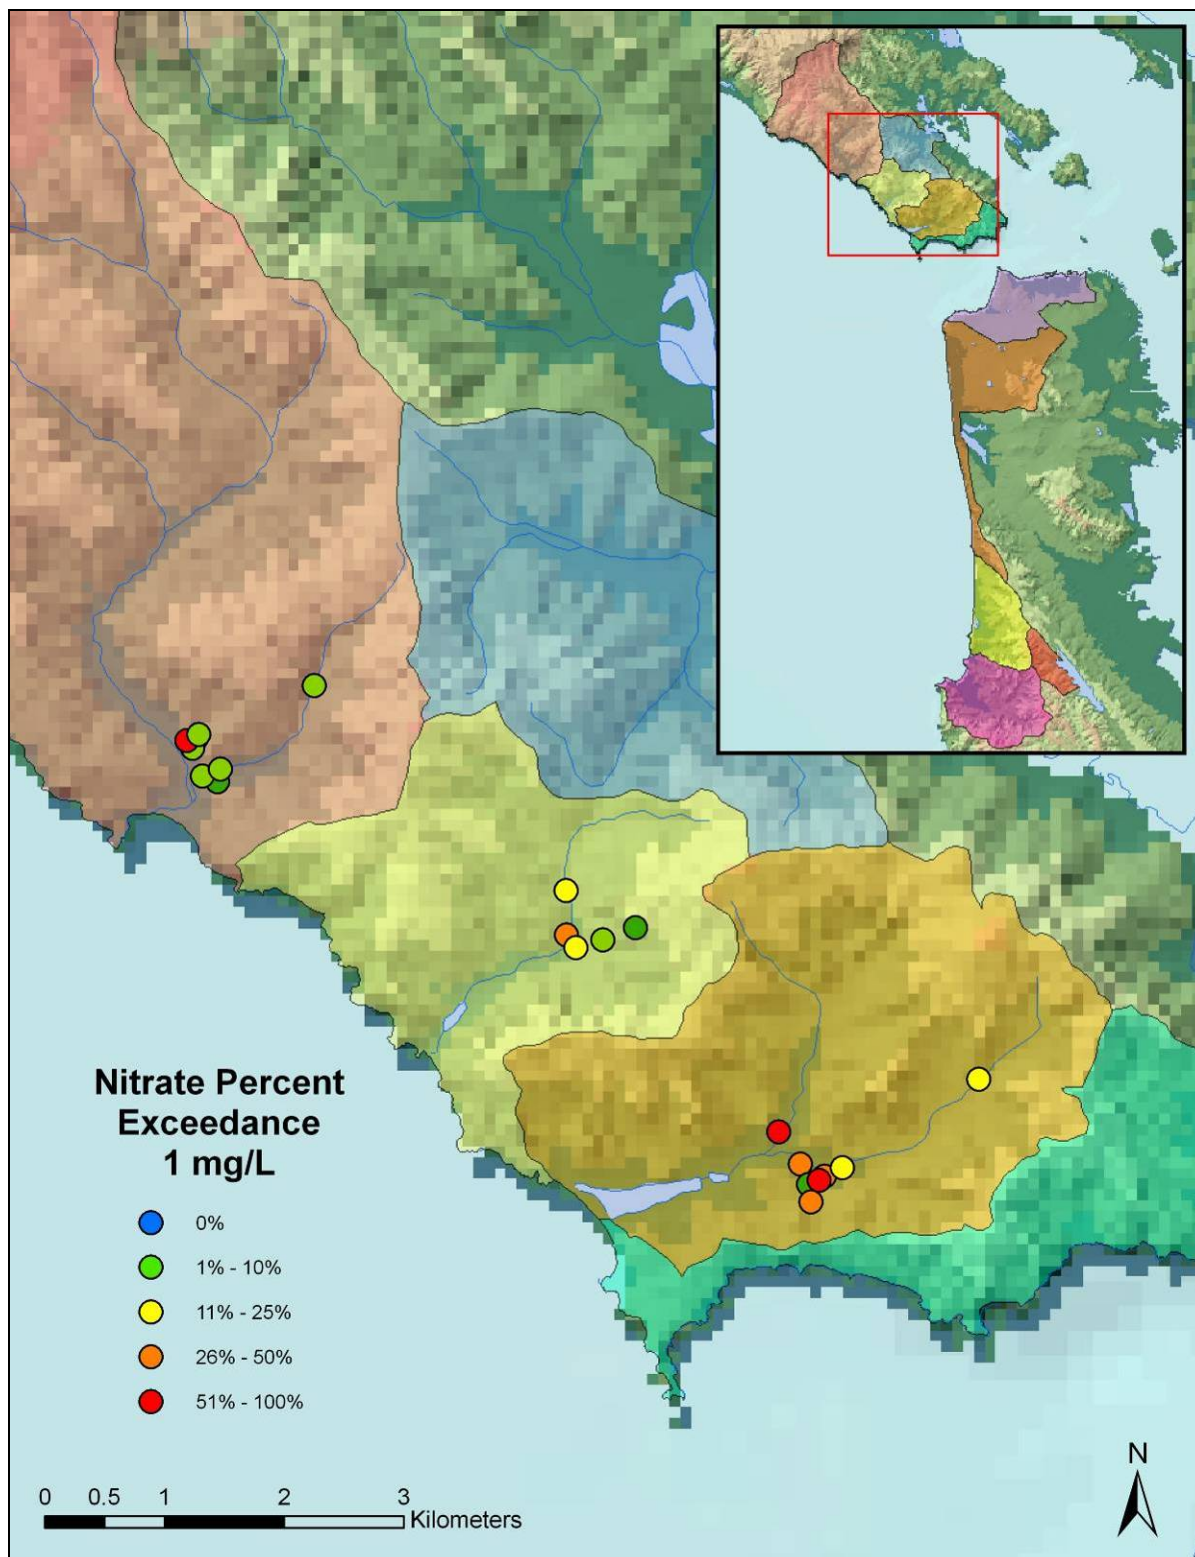 Nitrate Percent
Exceedance
1 mg/L
0%
1% - 10%
11% - 25%
26% - 50%
51% - 100%
0 0.5 1 2 3
Kilometers
N